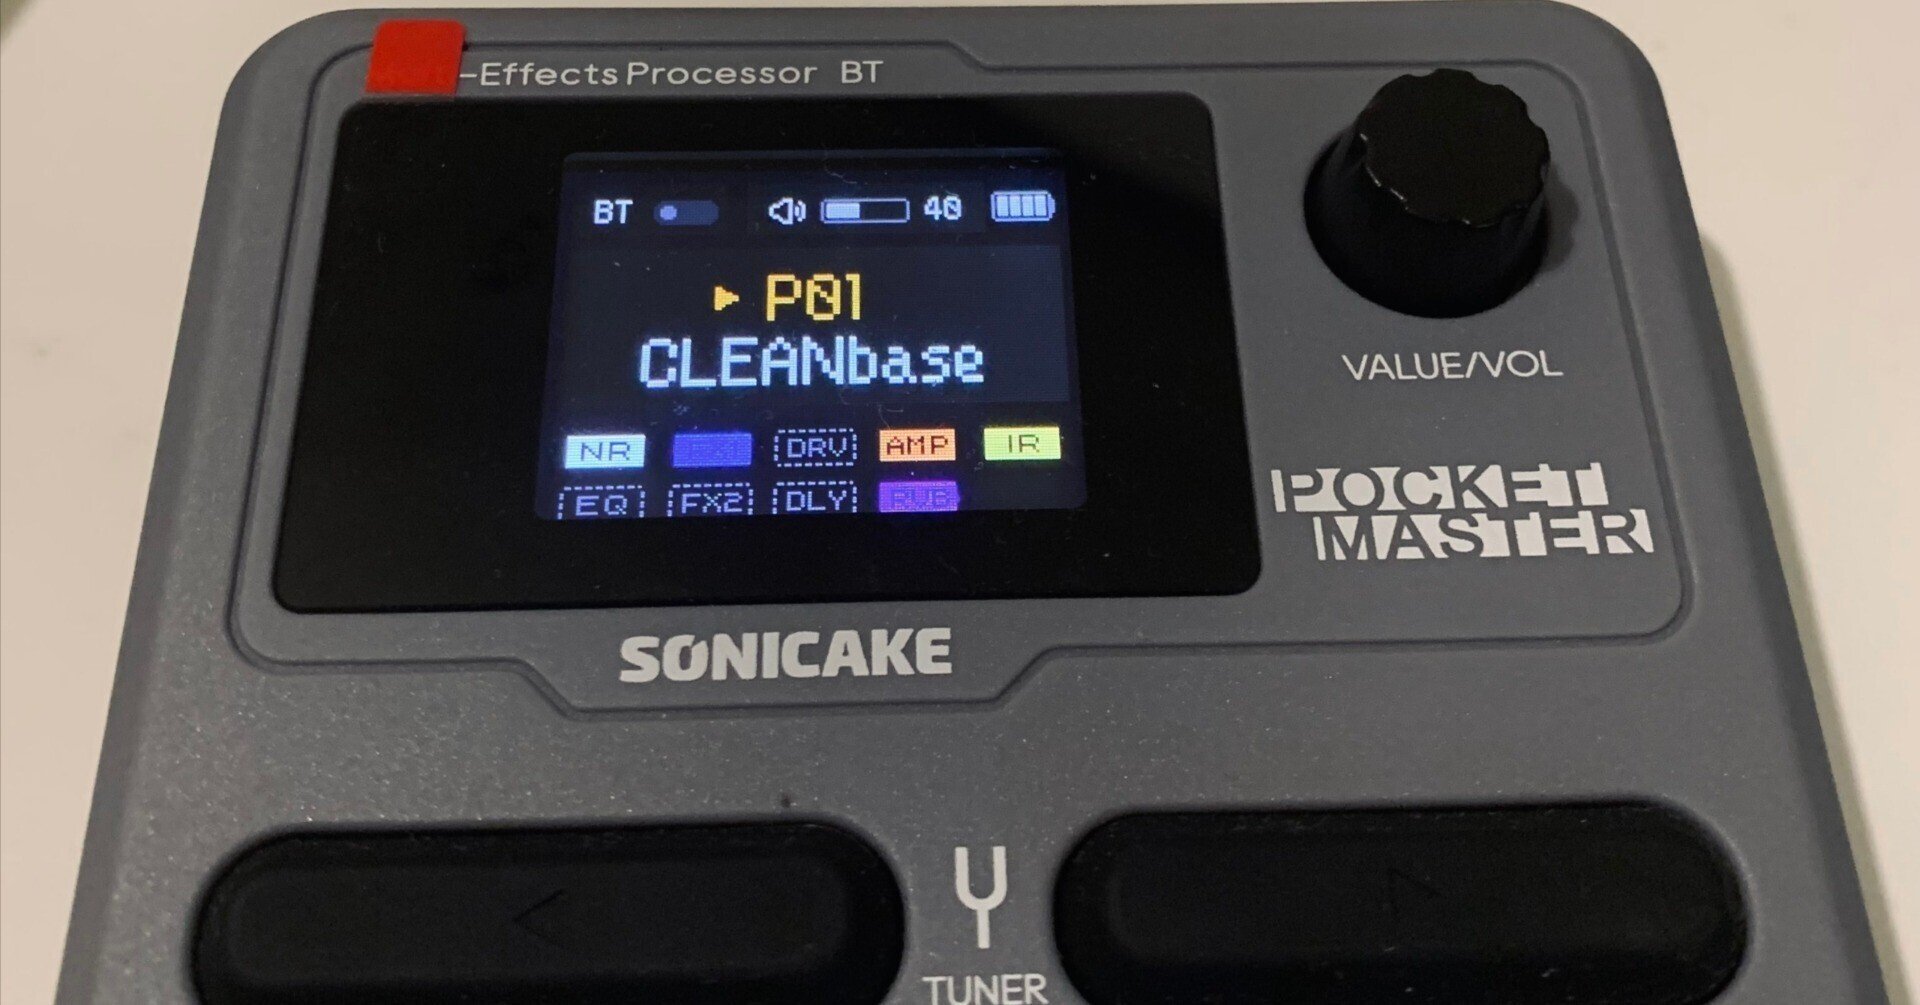 -Effects Processor BT
BT 40
P01
CLEANbase
NR DRV AMP IR
EQ FX2 DLY RVB
VALUE/VOL
POCKET
MASTER
SONICAKE
TUNER